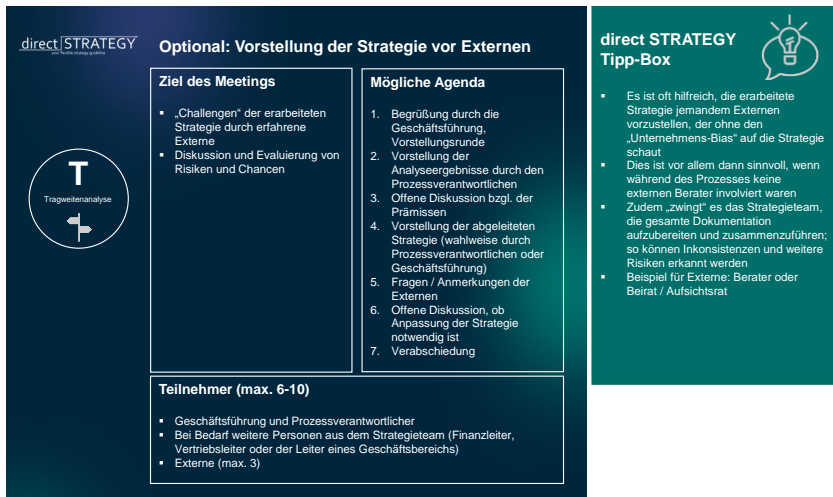 direct STRATEGY
your flexible strategy guideline
Optional: Vorstellung der Strategie vor Externen
T
Tragweitenanalyse
Ziel des Meetings
▪ „Challengen“ der erarbeiteten
Strategie durch erfahrene
Externe
▪ Diskussion und Evaluierung von
Risiken und Chancen
Mögliche Agenda
1. Begrüßung durch die
Geschäftsführung,
Vorstellungsrunde
2. Vorstellung der
Analyseergebnisse durch den
Prozessverantwortlichen
3. Offene Diskussion bzgl. der
Prämissen
4. Vorstellung der abgeleiteten
Strategie (wahlweise durch
Prozessverantwortlichen oder
Geschäftsführung)
5. Fragen / Anmerkungen der
Externen
6. Offene Diskussion, ob
Anpassung der Strategie
notwendig ist
7. Verabschiedung
Teilnehmer (max. 6-10)
▪ Geschäftsführung und Prozessverantwortlicher
▪ Bei Bedarf weitere Personen aus dem Strategieteam (Finanzleiter,
Vertriebsleiter oder der Leiter eines Geschäftsbereichs)
▪ Externe (max. 3)
direct STRATEGY
Tipp-Box
▪ Es ist oft hilfreich, die erarbeitete
Strategie jemandem Externen
vorzustellen, der ohne den
„Unternehmens-Bias“ auf die Strategie
schaut
▪ Dies ist vor allem dann sinnvoll, wenn
während des Prozesses keine
externen Berater involviert waren
▪ Zudem „zwingt“ es das Strategieteam,
die gesamte Dokumentation
aufzubereiten und zusammenzuführen;
so können Inkonsistenzen und weitere
Risiken erkannt werden
▪ Beispiel für Externe: Berater oder
Beirat / Aufsichtsrat